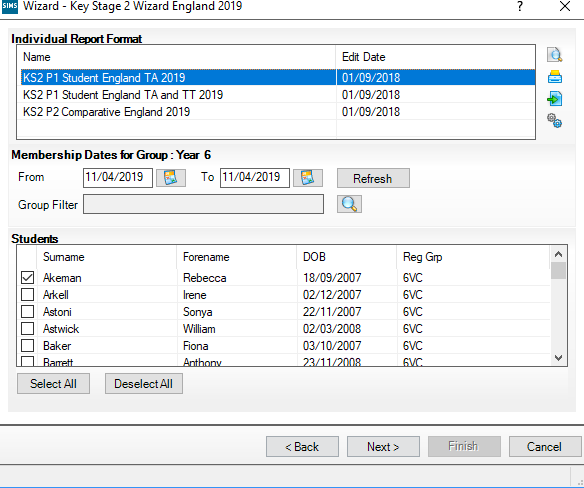 SIMS Wizard - Key Stage 2 Wizard England 2019 ?
Individual Report Format
Name Edit Date
KS2 P1 Student England TA 2019 01/09/2018
KS2 P1 Student England TA and TT 2019 01/09/2018
KS2 P2 Comparative England 2019 01/09/2018
Membership Dates for Group : Year 6
From 11/04/2019 To 11/04/2019 Refresh
Group Filter
Students
Surname Forename DOB Reg Grp
Akeman Rebecca 18/09/2007 6VC
Arkell Irene 02/12/2007 6VC
Astoni Sonya 22/11/2007 6VC
Astwick William 02/03/2008 6VC
Baker Fiona 03/10/2007 6VC
Barrett Anthony 23/11/2008 6VC
Select All Deselect All
< Back Next > Finish Cancel